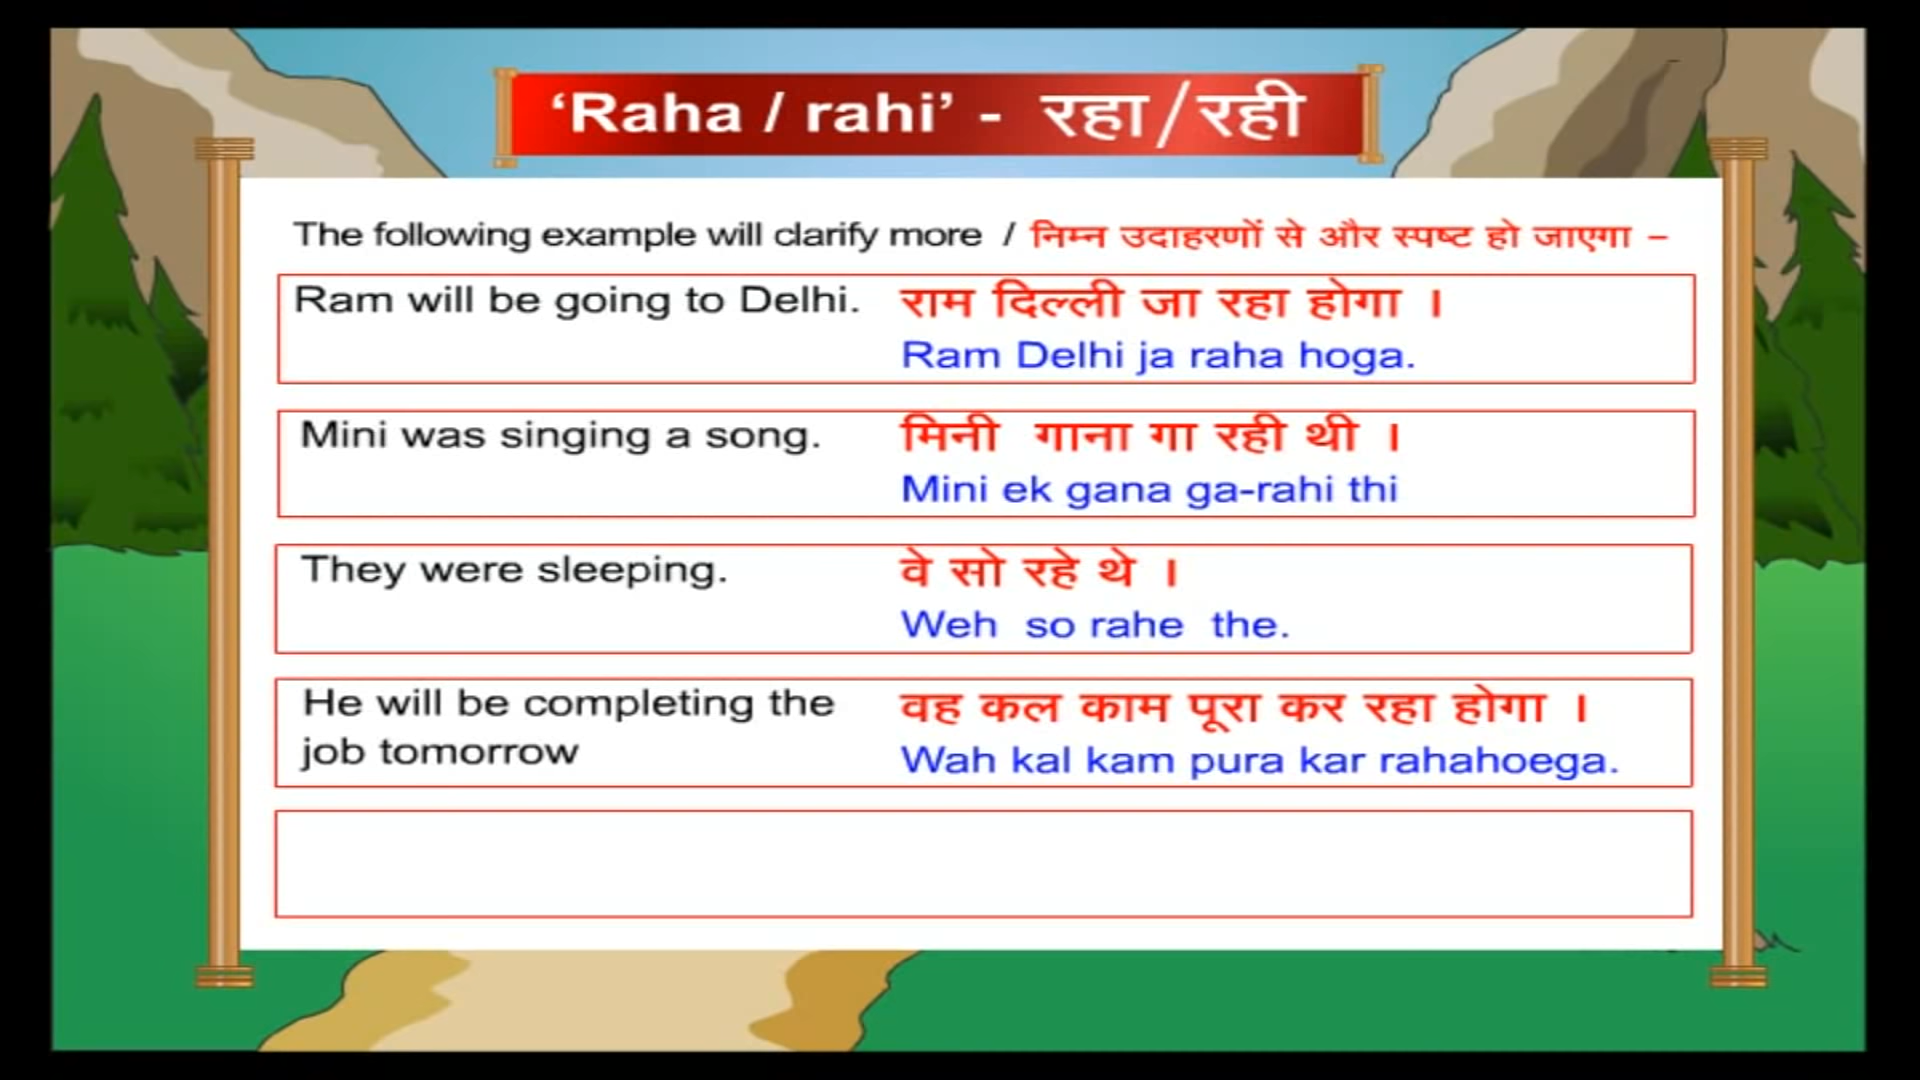 ‘Raha / rahi’ - रहा/रही
The following example will clarify more / निम्न उदाहरणों से और स्पष्ट हो जाएगा –
Ram will be going to Delhi. राम दिल्ली जा रहा होगा ।
Ram Delhi ja raha hoga.
Mini was singing a song. मिनी गाना गा रही थी ।
Mini ek gana ga-rahi thi
They were sleeping. वे सो रहे थे ।
Weh so rahe the.
He will be completing the वह कल काम पूरा कर रहा होगा ।
job tomorrow Wah kal kam pura kar rahahoega.